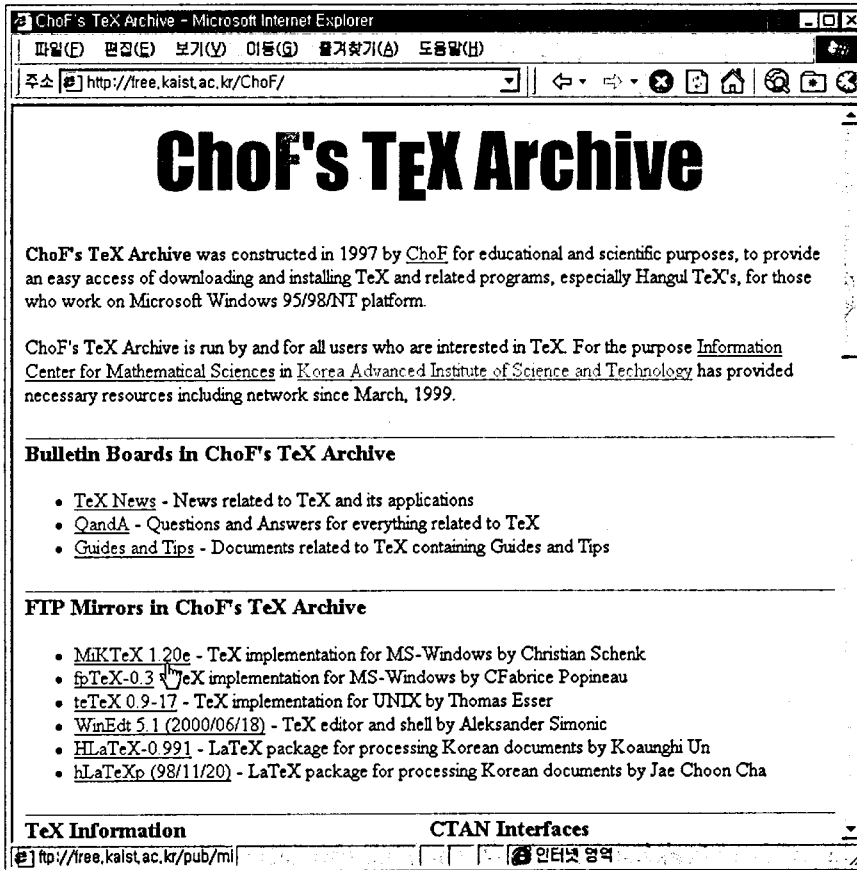 ChoF's TeX Archive - Microsoft Internet Explorer
파일(F) 편집(E) 보기(V) 이동(G) 즐겨찾기(A) 도움말(H)
주소 http://free.kaist.ac.kr/ChoF/
ChoF's TEX Archive
ChoF's TeX Archive was constructed in 1997 by ChoF for educational and scientific purposes, to provide
an easy access of downloading and installing TeX and related programs, especially Hangul TeX's, for those
who work on Microsoft Windows 95/98/NT platform.
ChoF's TeX Archive is run by and for all users who are interested in TeX. For the purpose Information
Center for Mathematical Sciences in Korea Advanced Institute of Science and Technology has provided
necessary resources including network since March, 1999.
Bulletin Boards in ChoF's TeX Archive
• TeX News - News related to TeX and its applications
• QandA - Questions and Answers for everything related to TeX
• Guides and Tips - Documents related to TeX containing Guides and Tips
FTP Mirrors in ChoF's TeX Archive
• MiKTeX 1.20e - TeX implementation for MS-Windows by Christian Schenk
• fpTeX-0.3 - TeX implementation for MS-Windows by CFabrice Popineau
• teTeX 0.9-17 - TeX implementation for UNIX by Thomas Esser
• WinEdt 5.1 (2000/06/18) - TeX editor and shell by Aleksander Simonic
• HLaTeX-0.991 - LaTeX package for processing Korean documents by Koaunghi Un
• hLaTeXp (98/11/20) - LaTeX package for processing Korean documents by Jae Choon Cha
TeX Information CTAN Interfaces
ftp://free.kaist.ac.kr/pub/mi 인터넷 영역